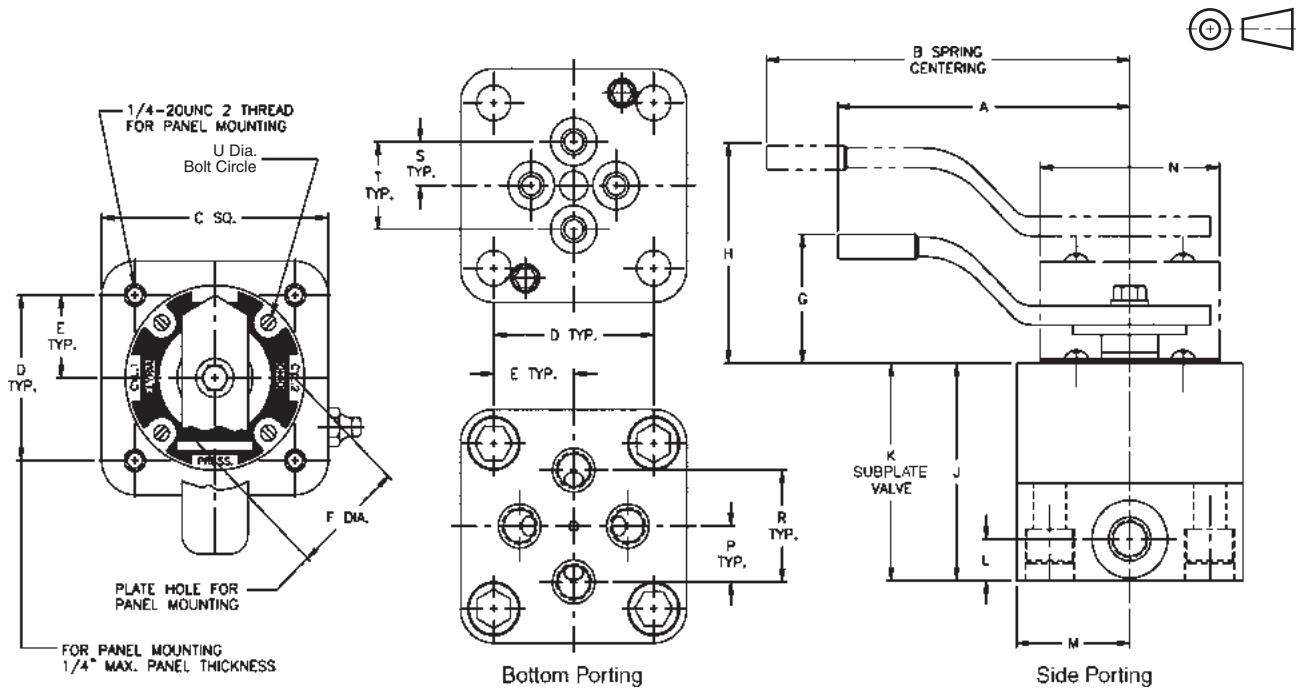 1/4-20UNC 2 THREAD
FOR PANEL MOUNTING
U Dia.
Bolt Circle
C SQ.
E
TYP.
D
TYP.
PRESS.
F DIA.
PLATE HOLE FOR
PANEL MOUNTING
FOR PANEL MOUNTING
1/4" MAX. PANEL THICKNESS
S
TYP.
T
TYP.
D TYP.
E TYP.
R
TYP.
P
TYP.
Bottom Porting
B SPRING
CENTERING
A
N
H
G
K
SUBPLATE
VALVE
J
L
M
Side Porting